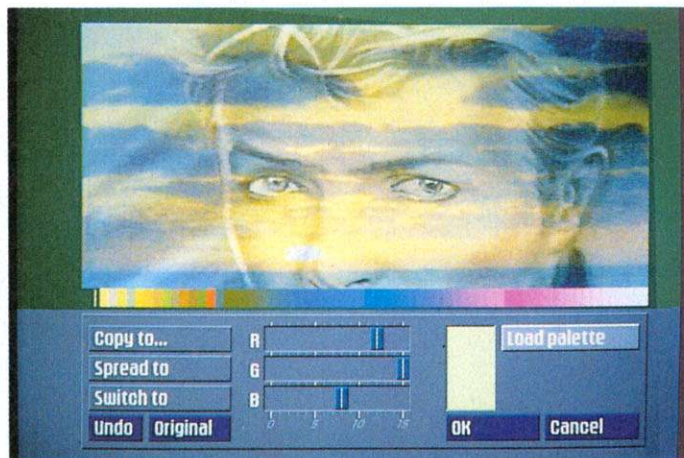 Copy to...
Spread to
Switch to
Undo Original
R
G
B
0 5 10 15
Load palette
OK Cancel